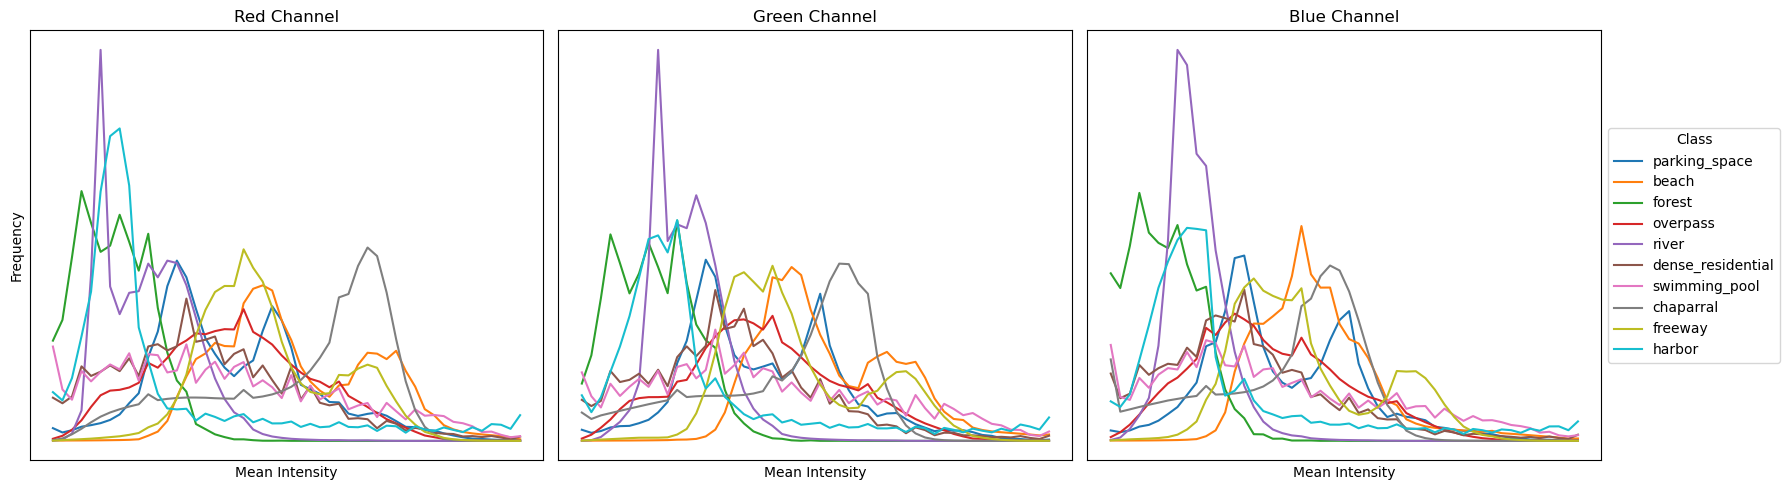 Red Channel
Green Channel
Blue Channel
Frequency
Mean Intensity
Mean Intensity
Mean Intensity
Class
parking_space
beach
forest
overpass
river
dense_residential
swimming_pool
chaparral
freeway
harbor